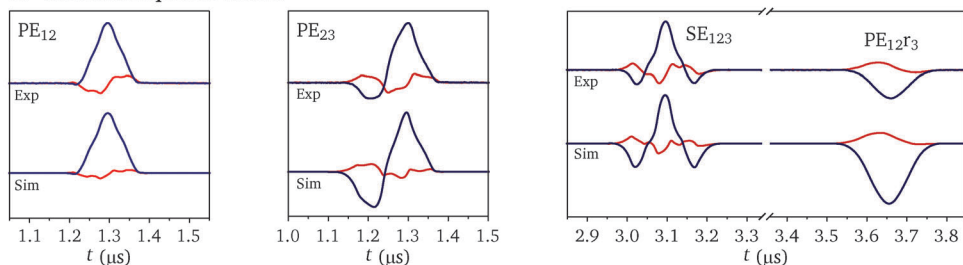 PE12
Exp
Sim
1.1 1.2 1.3 1.4 1.5
t (μs)
PE23
Exp
Sim
1.0 1.1 1.2 1.3 1.4 1.5
t (μs)
SE123
PE12r3
Exp
Sim
2.9 3.0 3.1 3.2 3.3 3.4 3.5 3.6 3.7 3.8
t (μs)